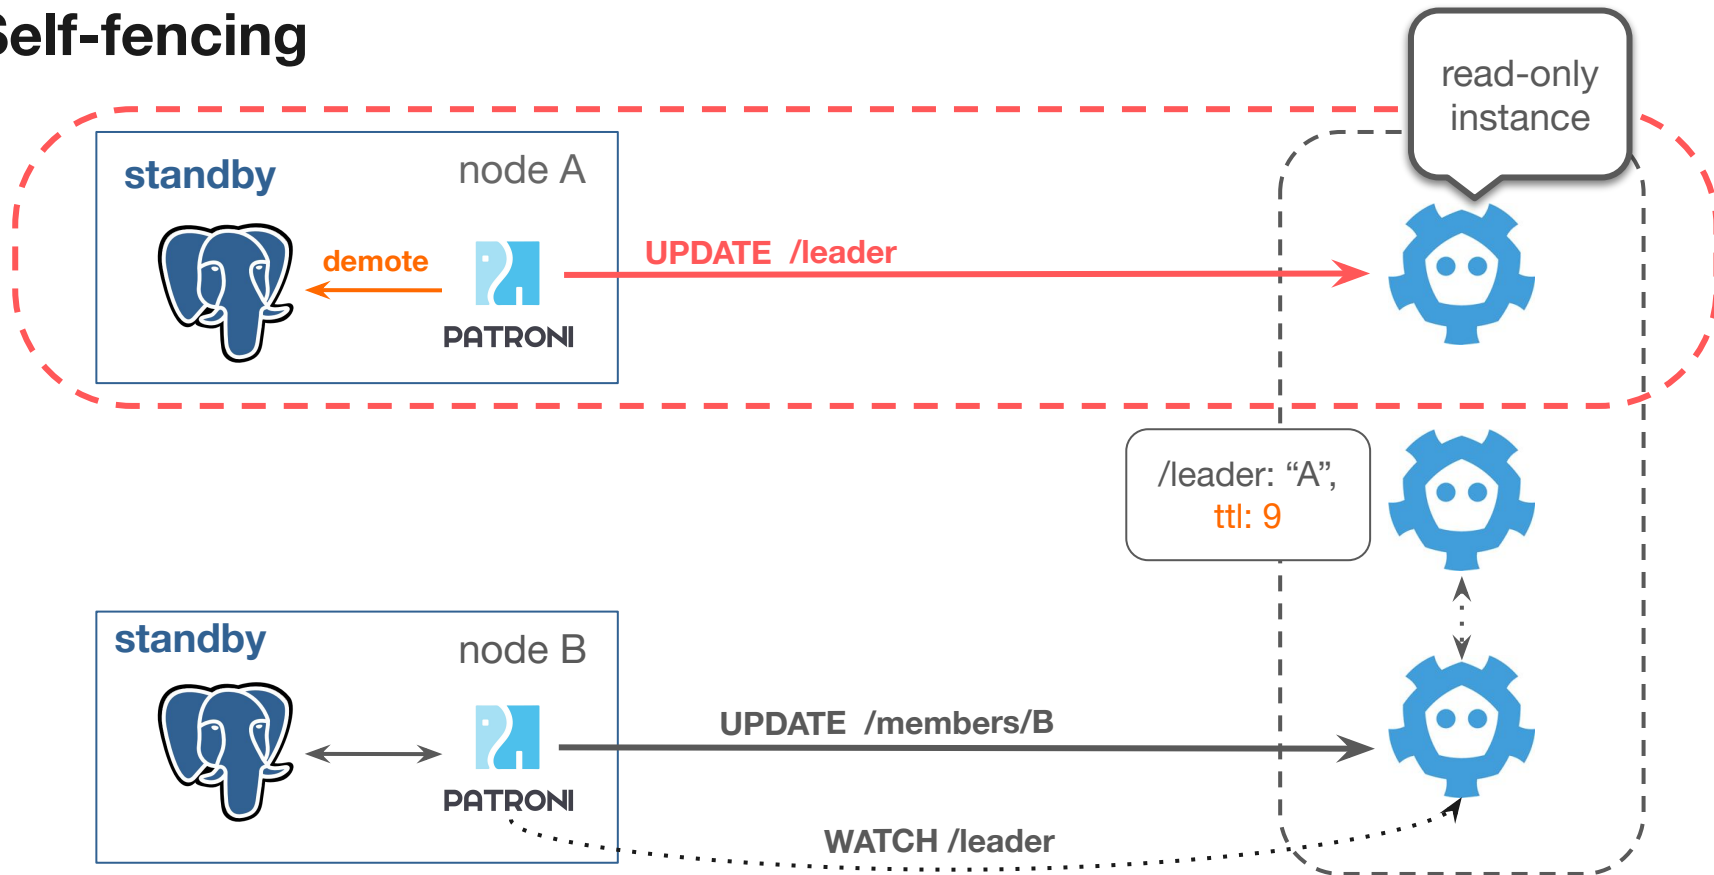 Self-fencing
read-only
instance
standby
node A
demote
UPDATE /leader
PATRONI
/leader: “A”,
ttl: 9
standby
node B
UPDATE /members/B
PATRONI
WATCH /leader